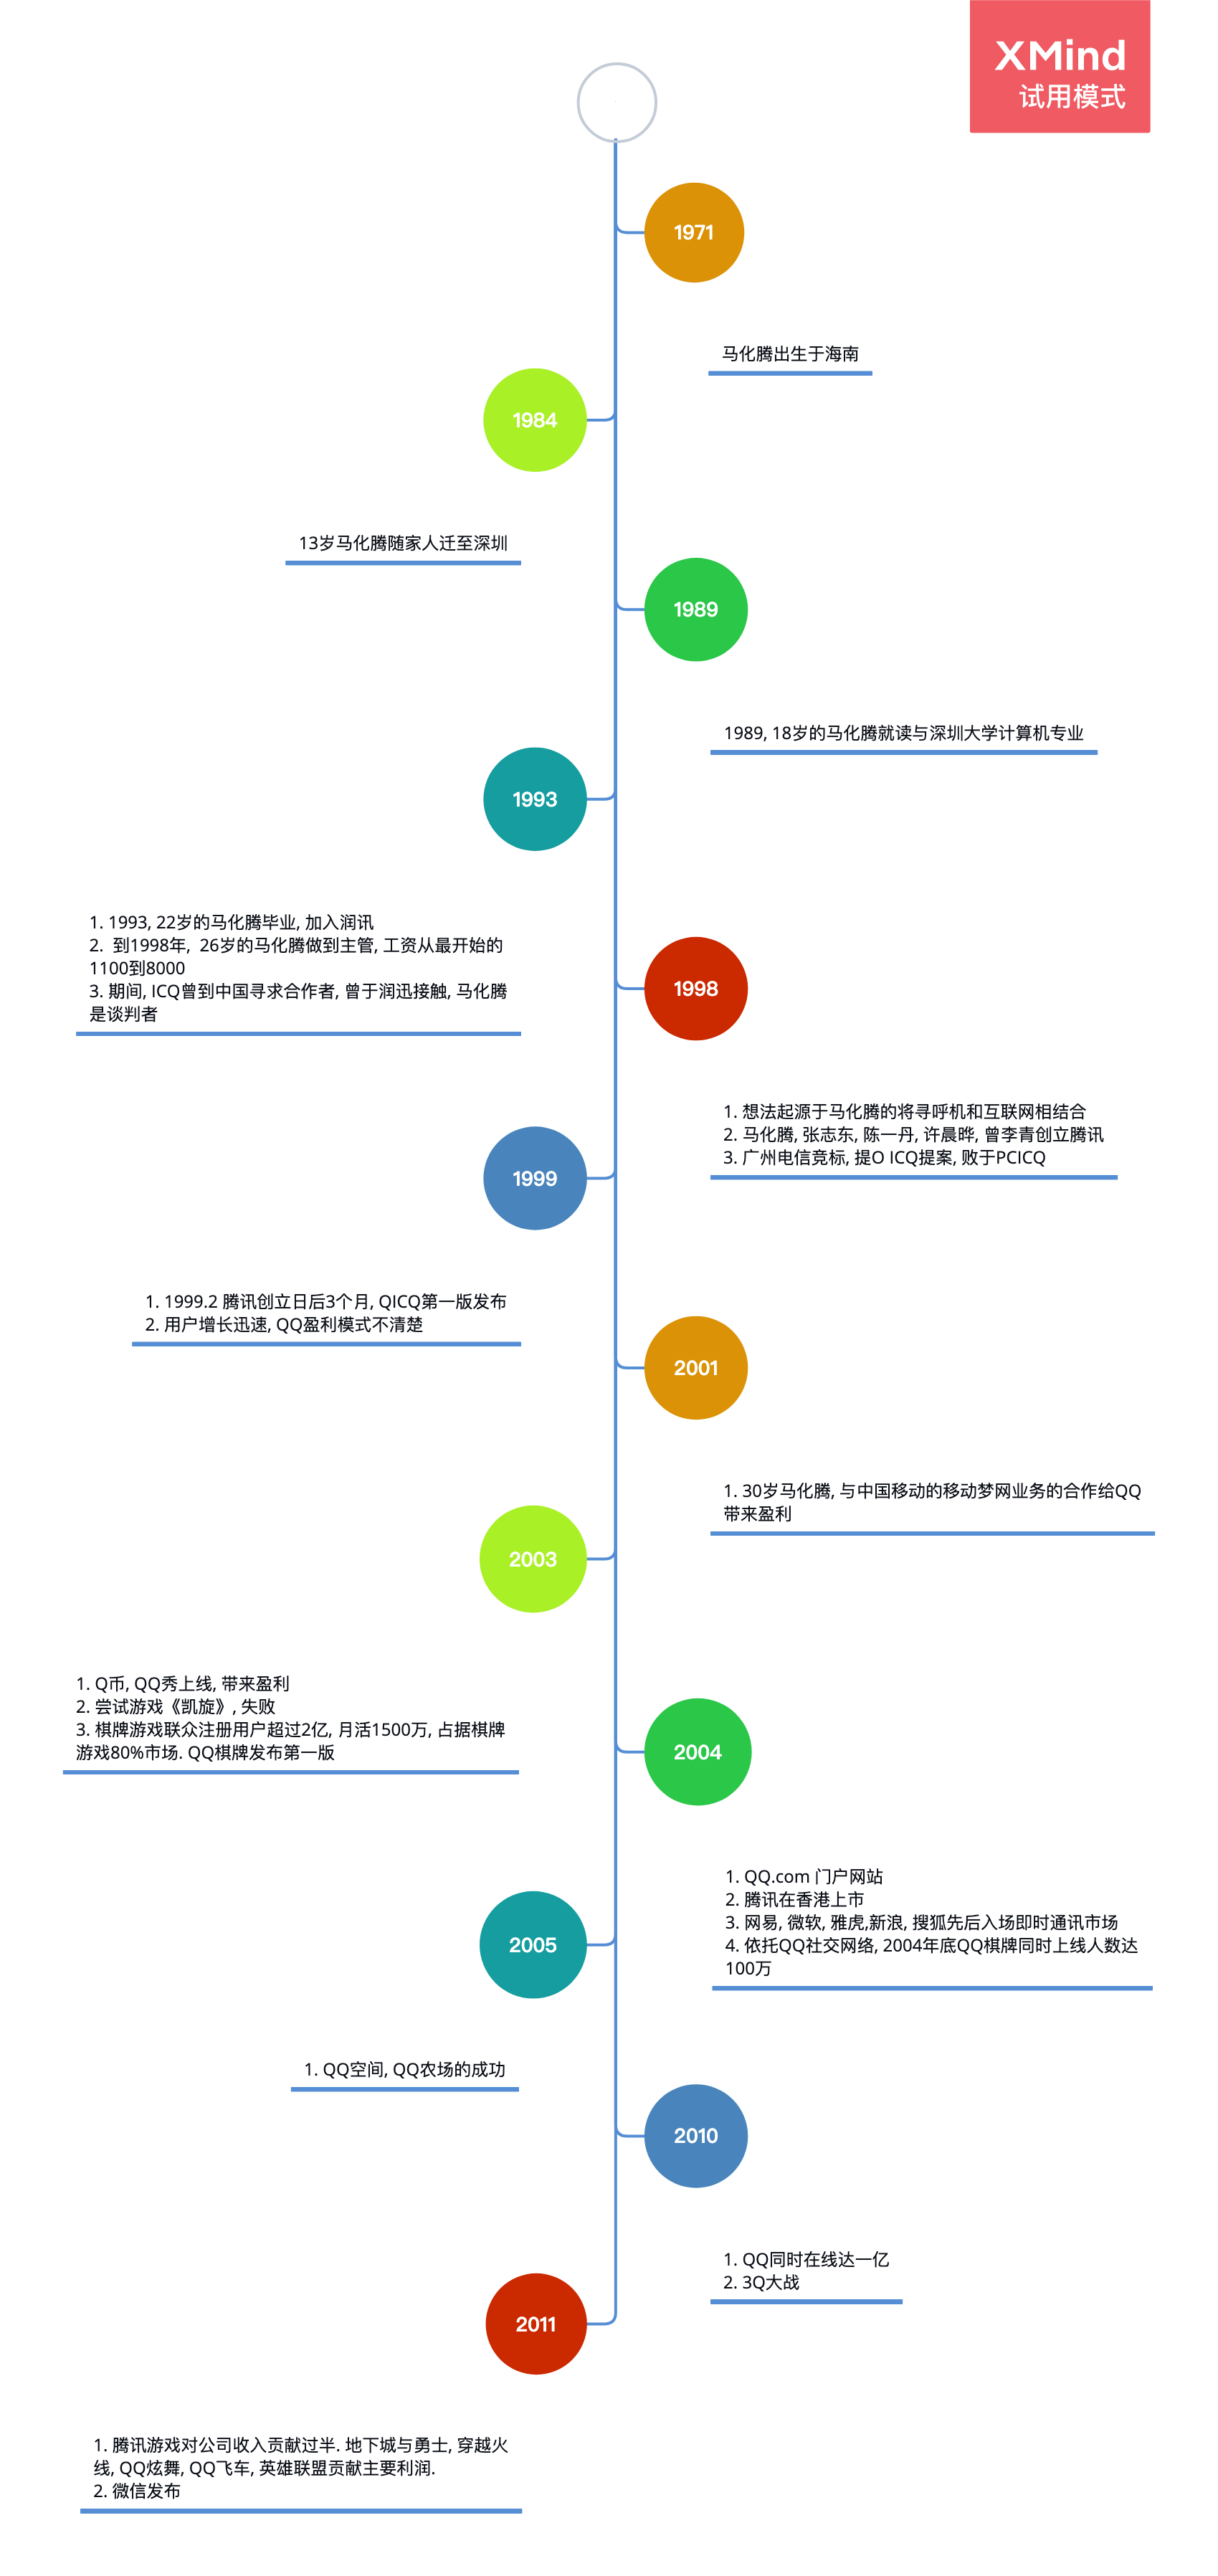 XMind
试用模式
1971
马化腾出生于海南
1984
13岁马化腾随家人迁至深圳
1989
1989, 18岁的马化腾就读与深圳大学计算机专业
1993
1. 1993, 22岁的马化腾毕业, 加入润讯
2.  到1998年,  26岁的马化腾做到主管, 工资从最开始的
1100到8000
3. 期间, ICQ曾到中国寻求合作者, 曾于润迅接触, 马化腾
是谈判者
1998
1. 想法起源于马化腾的将寻呼机和互联网相结合
2. 马化腾, 张志东, 陈一丹, 许晨晔, 曾李青创立腾讯
3. 广州电信竞标, 提O ICQ提案, 败于PCICQ
1999
1. 1999.2 腾讯创立日后3个月, QICQ第一版发布
2. 用户增长迅速, QQ盈利模式不清楚
2001
1. 30岁马化腾, 与中国移动的移动梦网业务的合作给QQ
带来盈利
2003
1. Q币, QQ秀上线, 带来盈利
2. 尝试游戏《凯旋》, 失败
3. 棋牌游戏联众注册用户超过2亿, 月活1500万, 占据棋牌
游戏80%市场. QQ棋牌发布第一版
2004
1. QQ.com 门户网站
2. 腾讯在香港上市
3. 网易, 微软, 雅虎,新浪, 搜狐先后入场即时通讯市场
4. 依托QQ社交网络, 2004年底QQ棋牌同时上线人数达
100万
2005
1. QQ空间, QQ农场的成功
2010
1. QQ同时在线达一亿
2. 3Q大战
2011
1. 腾讯游戏对公司收入贡献过半. 地下城与勇士, 穿越火
线, QQ炫舞, QQ飞车, 英雄联盟贡献主要利润.
2. 微信发布